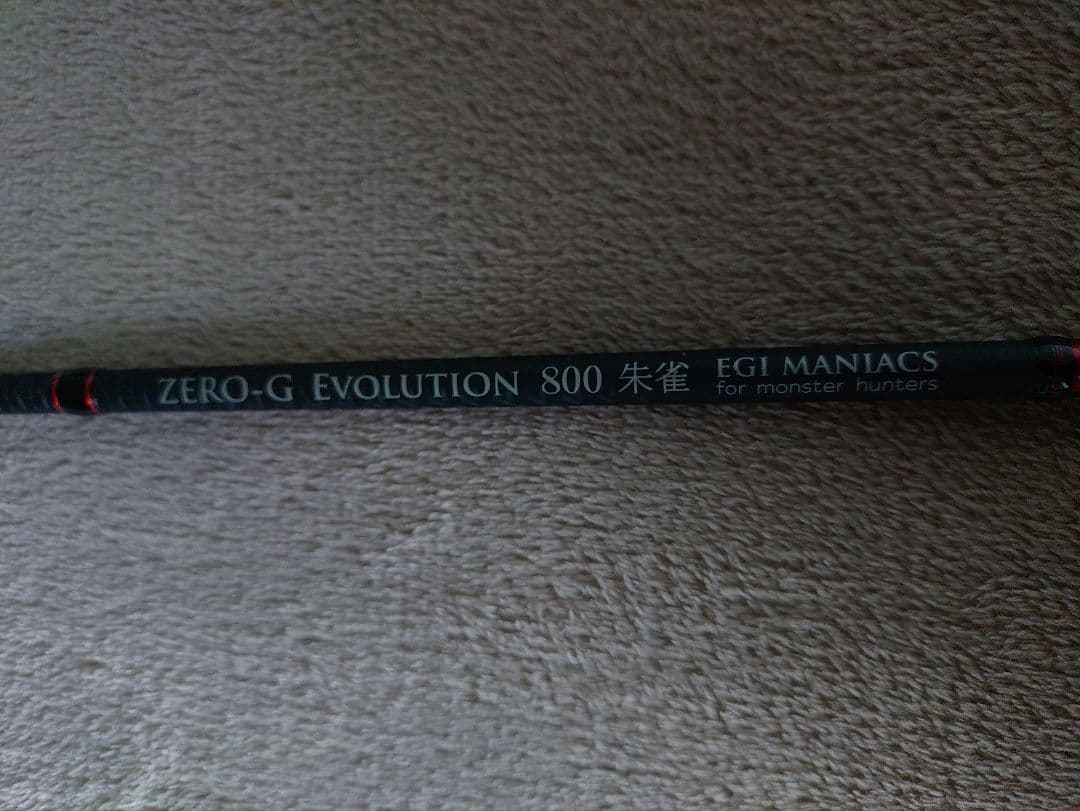 ZERO-G EVOLUTION 800 朱雀 EGI MANIACS
for monster hunters